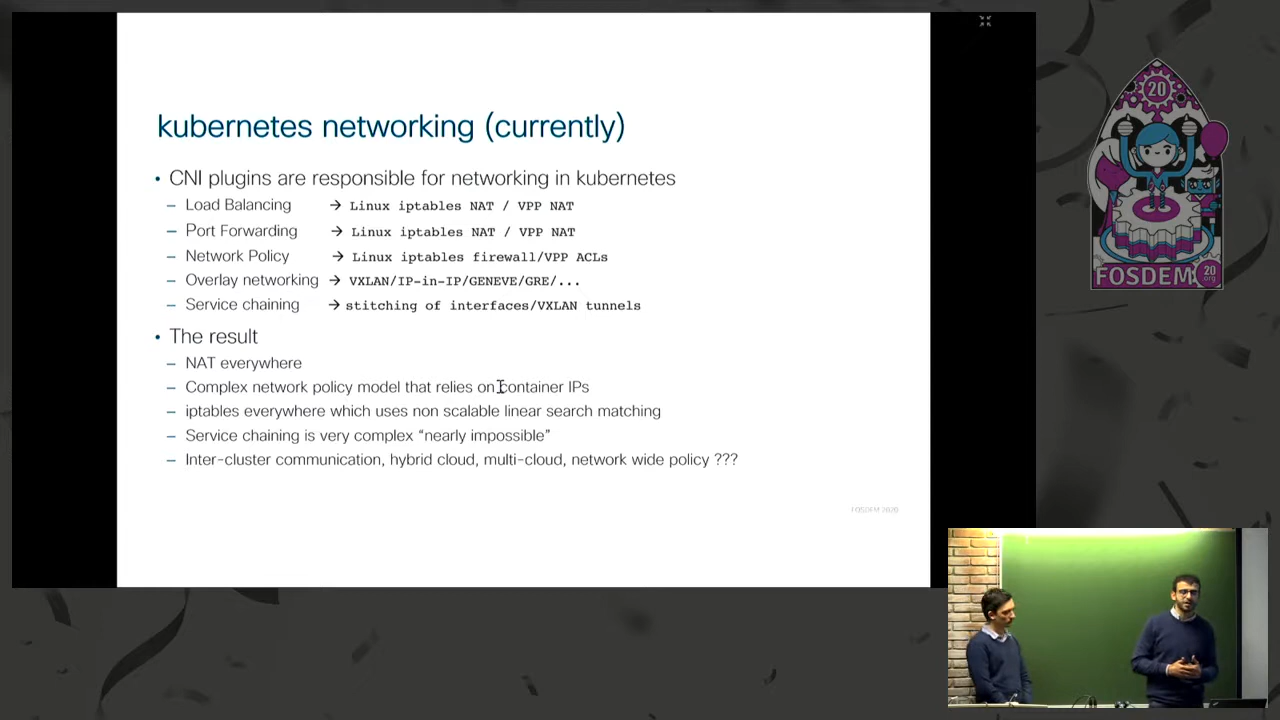 kubernetes networking (currently)
• CNI plugins are responsible for networking in kubernetes
– Load Balancing → Linux iptables NAT / VPP NAT
– Port Forwarding → Linux iptables NAT / VPP NAT
– Network Policy → Linux iptables firewall/VPP ACLs
– Overlay networking → VXLAN/IP-in-IP/GENEVE/GRE/...
– Service chaining → stitching of interfaces/VXLAN tunnels
• The result
– NAT everywhere
– Complex network policy model that relies on container IPs
– iptables everywhere which uses non scalable linear search matching
– Service chaining is very complex “nearly impossible”
– Inter-cluster communication, hybrid cloud, multi-cloud, network wide policy ???
FOSDEM 2020
20
FOSDEM
20
.org